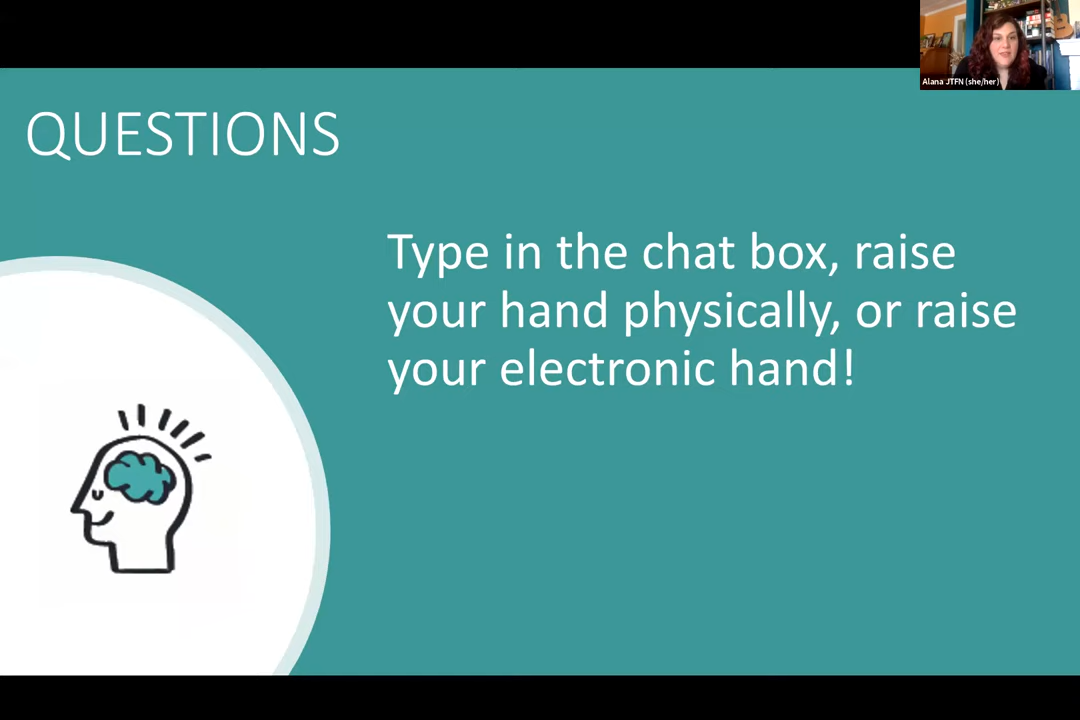 Alana JTFN (she/her)
QUESTIONS
Type in the chat box, raise
your hand physically, or raise
your electronic hand!